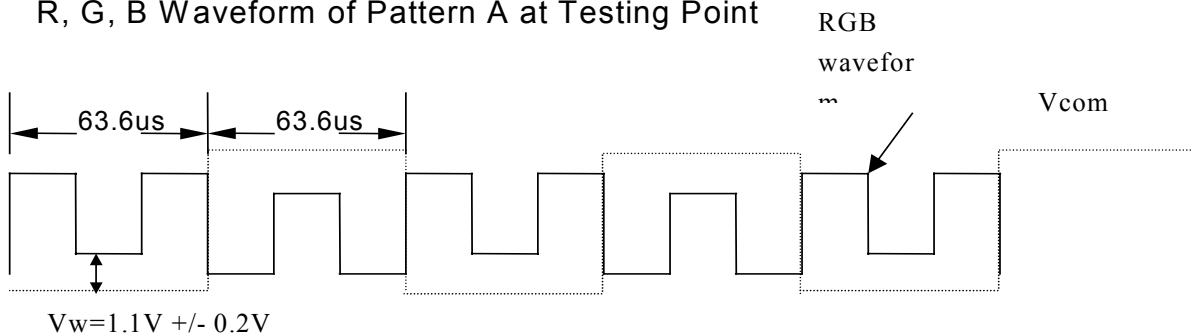 R, G, B Waveform of Pattern A at Testing Point
RGB
wavefor
Vcom
63.6us
63.6us
Vw=1.1V +/- 0.2V